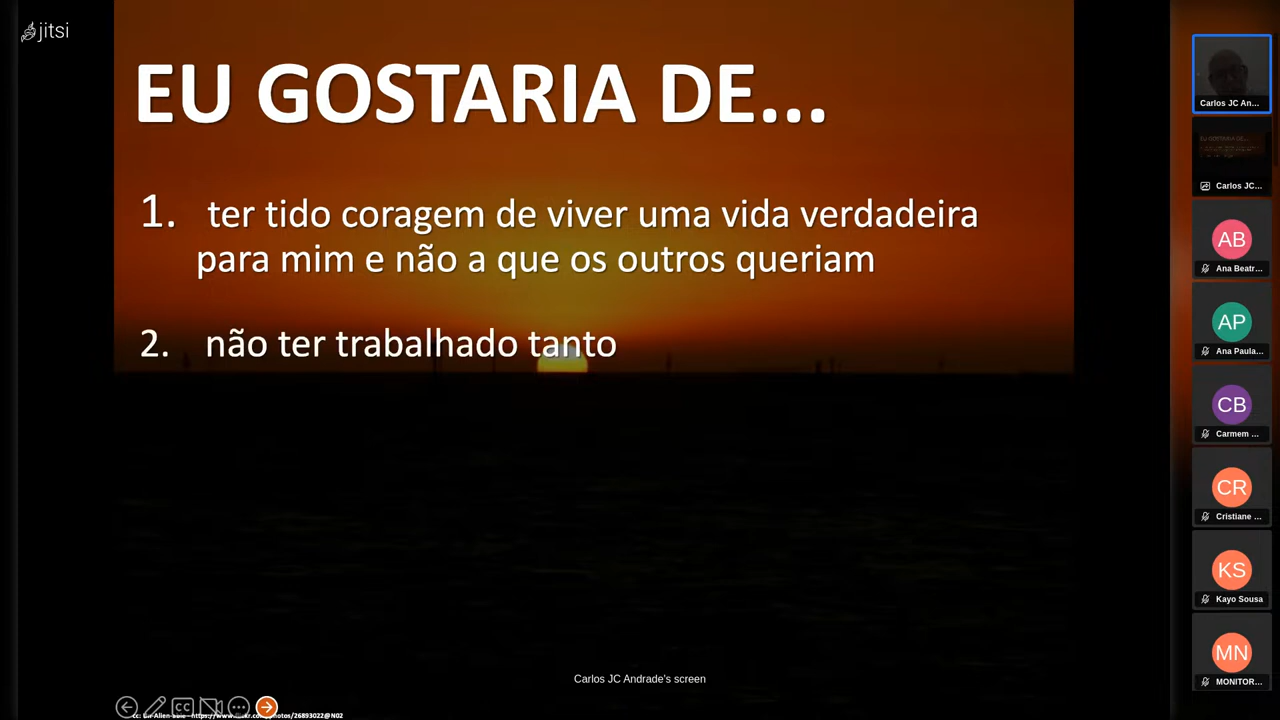 jitsi
EU GOSTARIA DE...
1. ter tido coragem de viver uma vida verdadeira
para mim e não a que os outros queriam
2. não ter trabalhado tanto
Carlos JC Andrade's screen
CC
Carlos JC An...
Carlos JC...
AB
Ana Beatr...
AP
Ana Paula...
CB
Carmem ...
CR
Cristiane ...
KS
Kayo Sousa
MN
MONITOR...